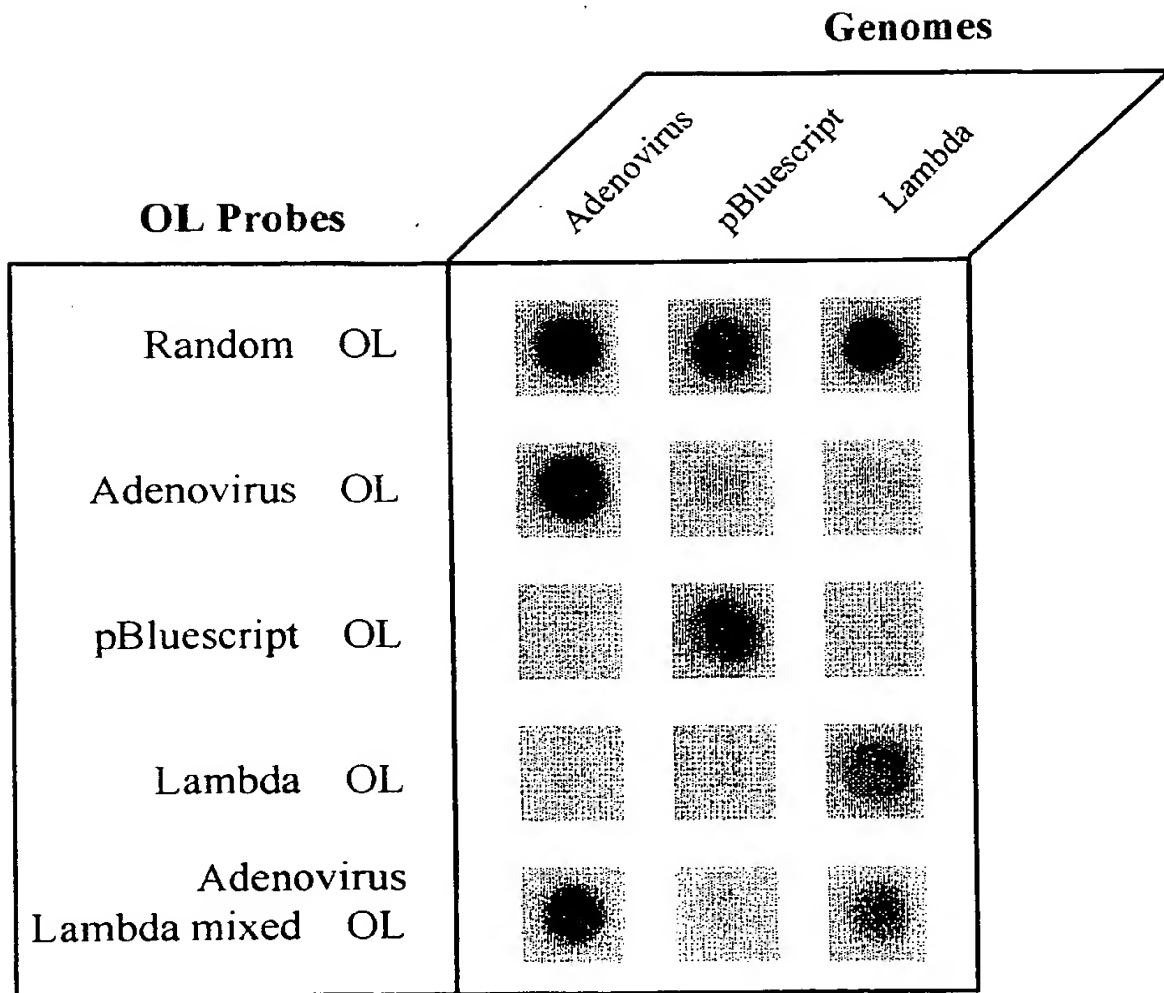 Genomes
Adenovirus
pBluescript
Lambda
OL Probes
Random OL
Adenovirus OL
pBluescript OL
Lambda OL
Adenovirus
Lambda mixed OL